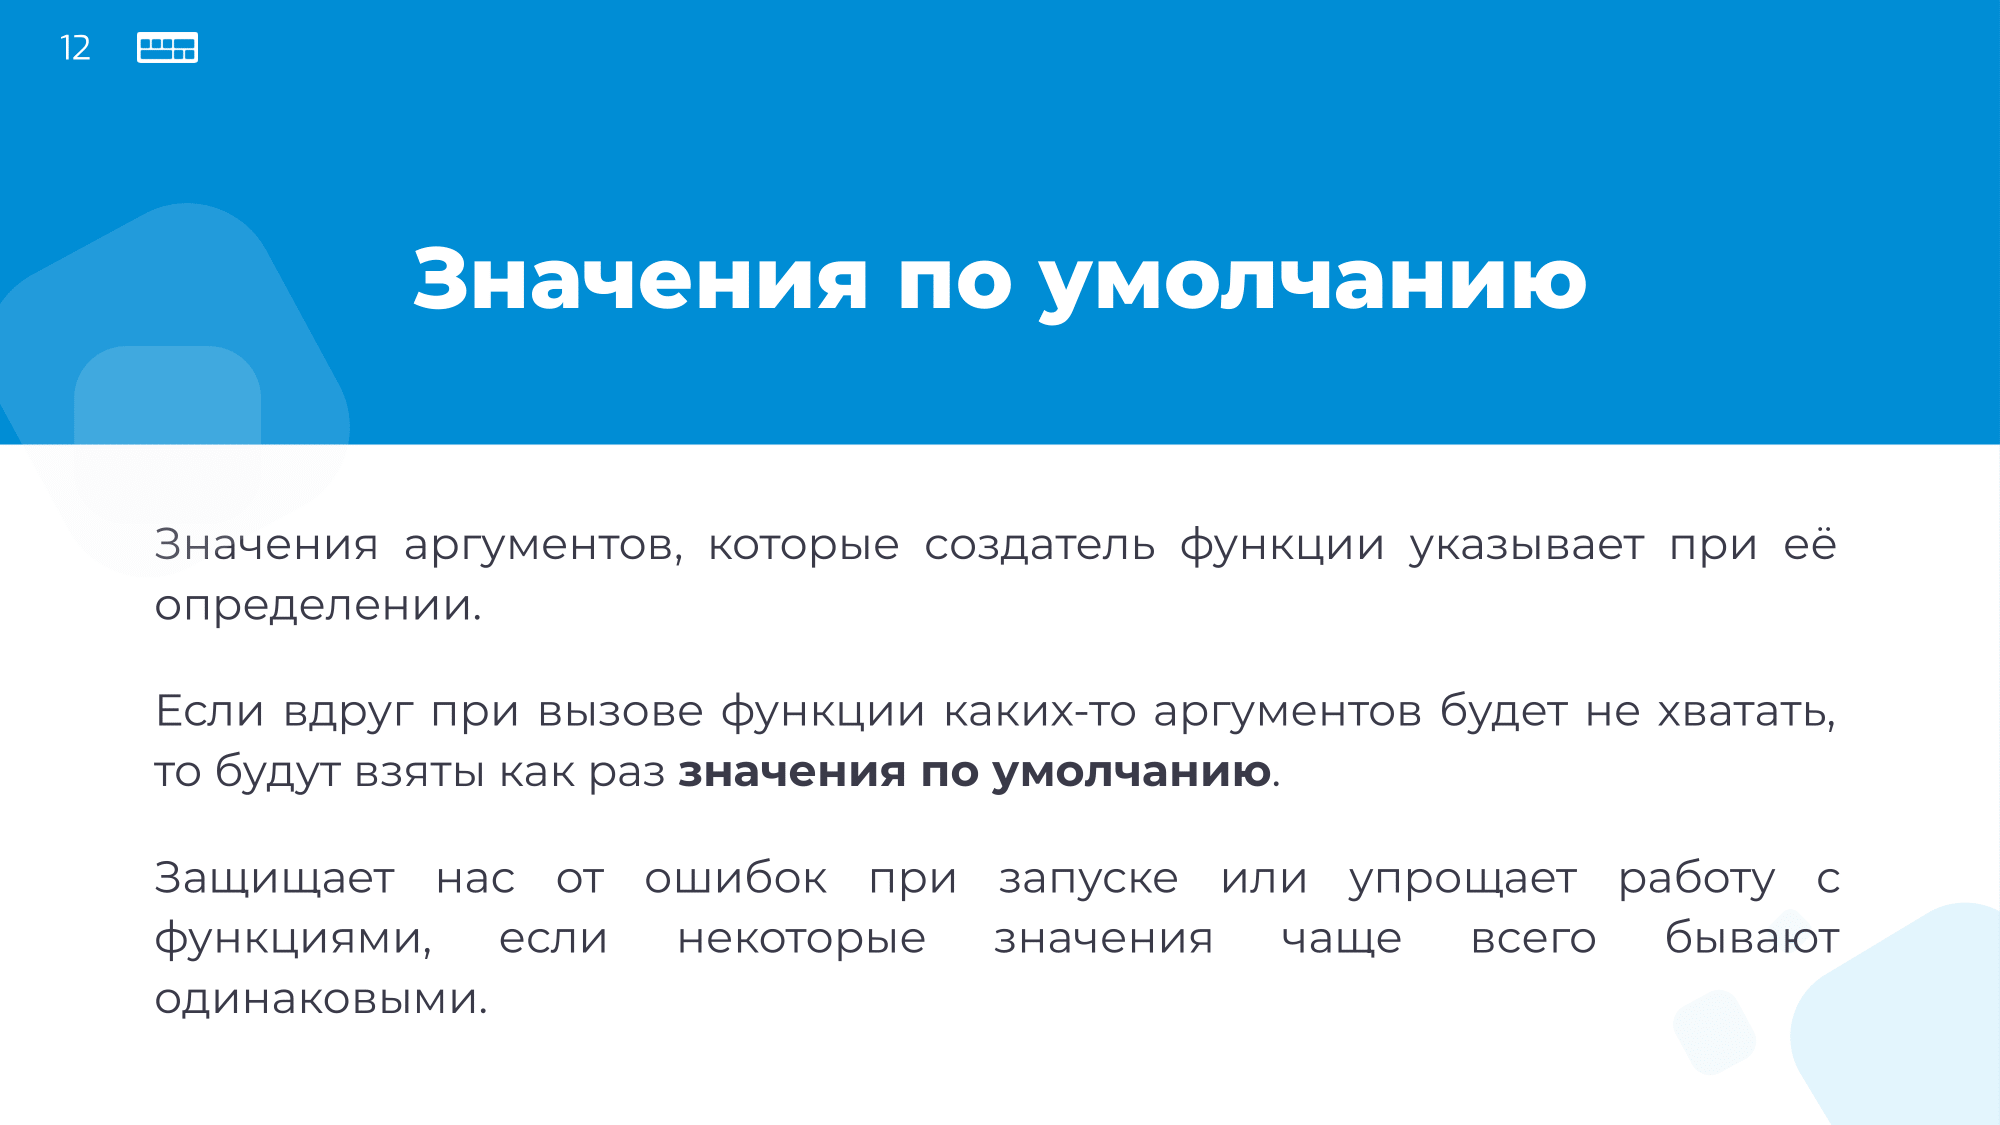 12
Значения по умолчанию
Значения аргументов, которые создатель функции указывает при её
определении.
Если вдруг при вызове функции каких-то аргументов будет не хватать,
то будут взяты как раз значения по умолчанию.
Защищает нас от ошибок при запуске или упрощает работу с
функциями, если некоторые значения чаще всего бывают
одинаковыми.